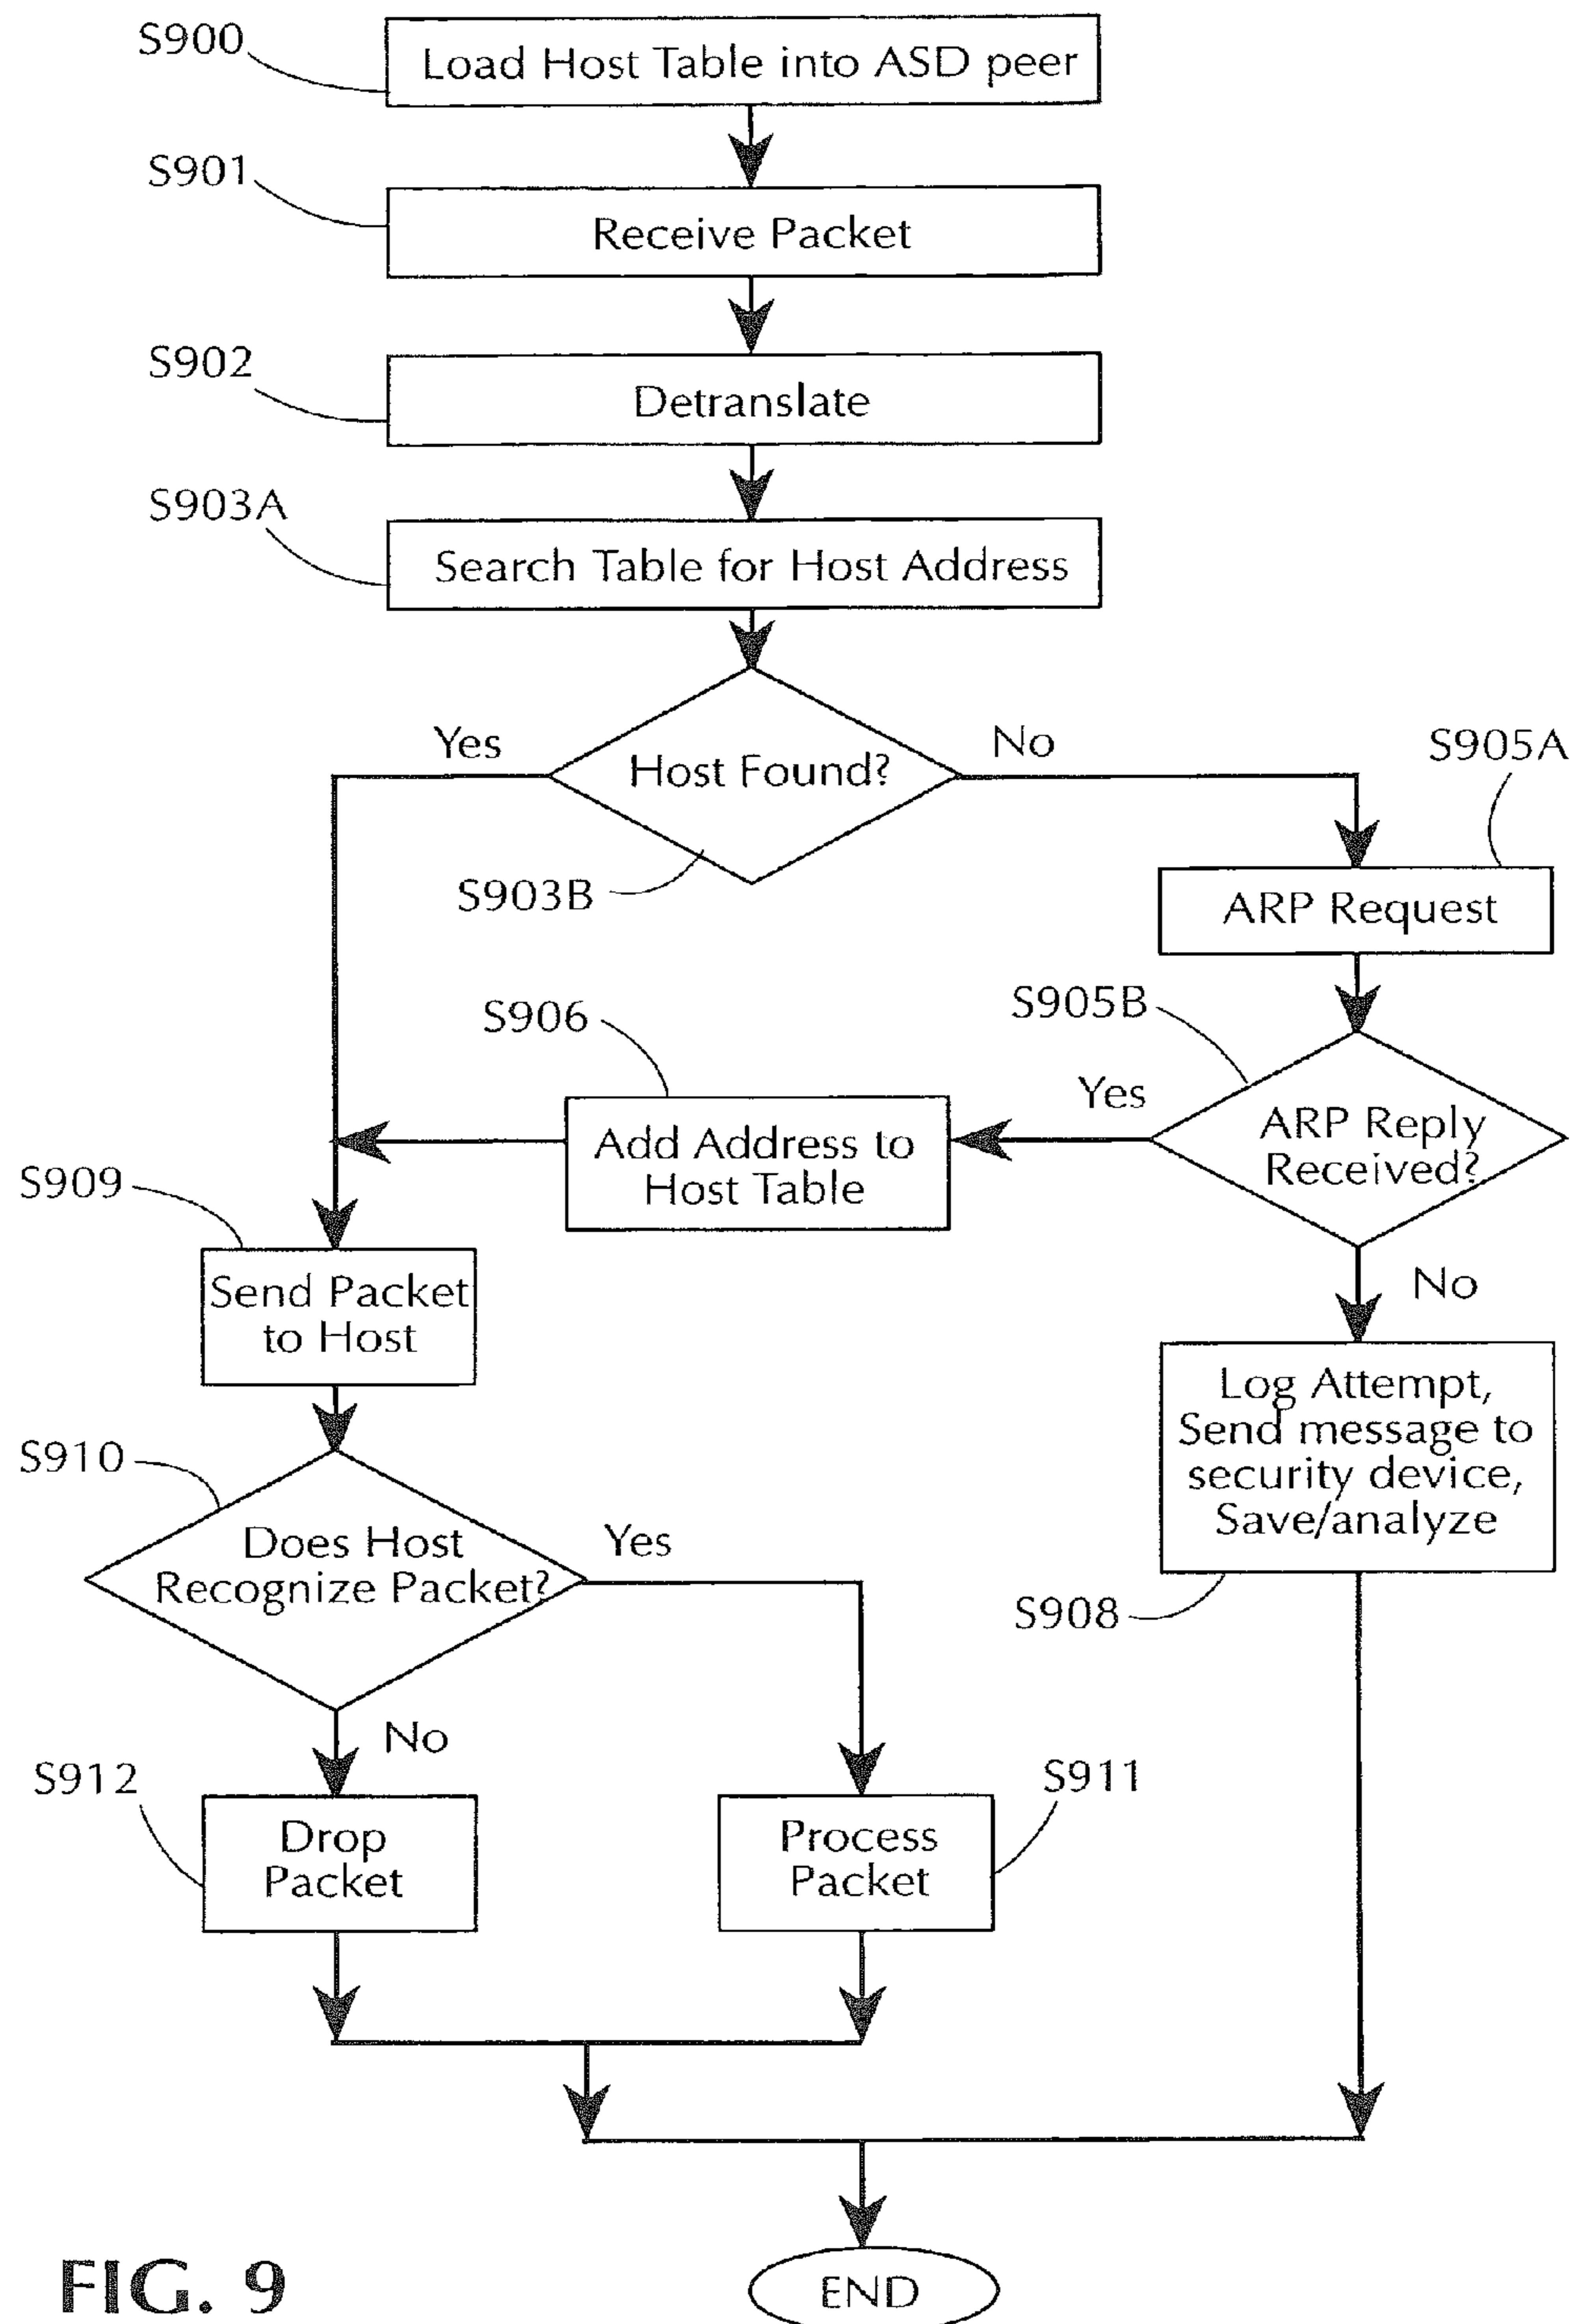 S900
Load Host Table into ASD peer
S901
Receive Packet
S902
Detranslate
S903A
Search Table for Host Address
Yes
Host Found?
No
S903B
S905A
ARP Request
S905B
ARP Reply
Received?
Yes
S906
Add Address to
Host Table
No
S909
Send Packet
to Host
Log Attempt,
Send message to
security device,
Save/analyze
S908
S910
Does Host
Recognize Packet?
Yes
No
S912
Drop
Packet
S911
Process
Packet
END
FIG. 9